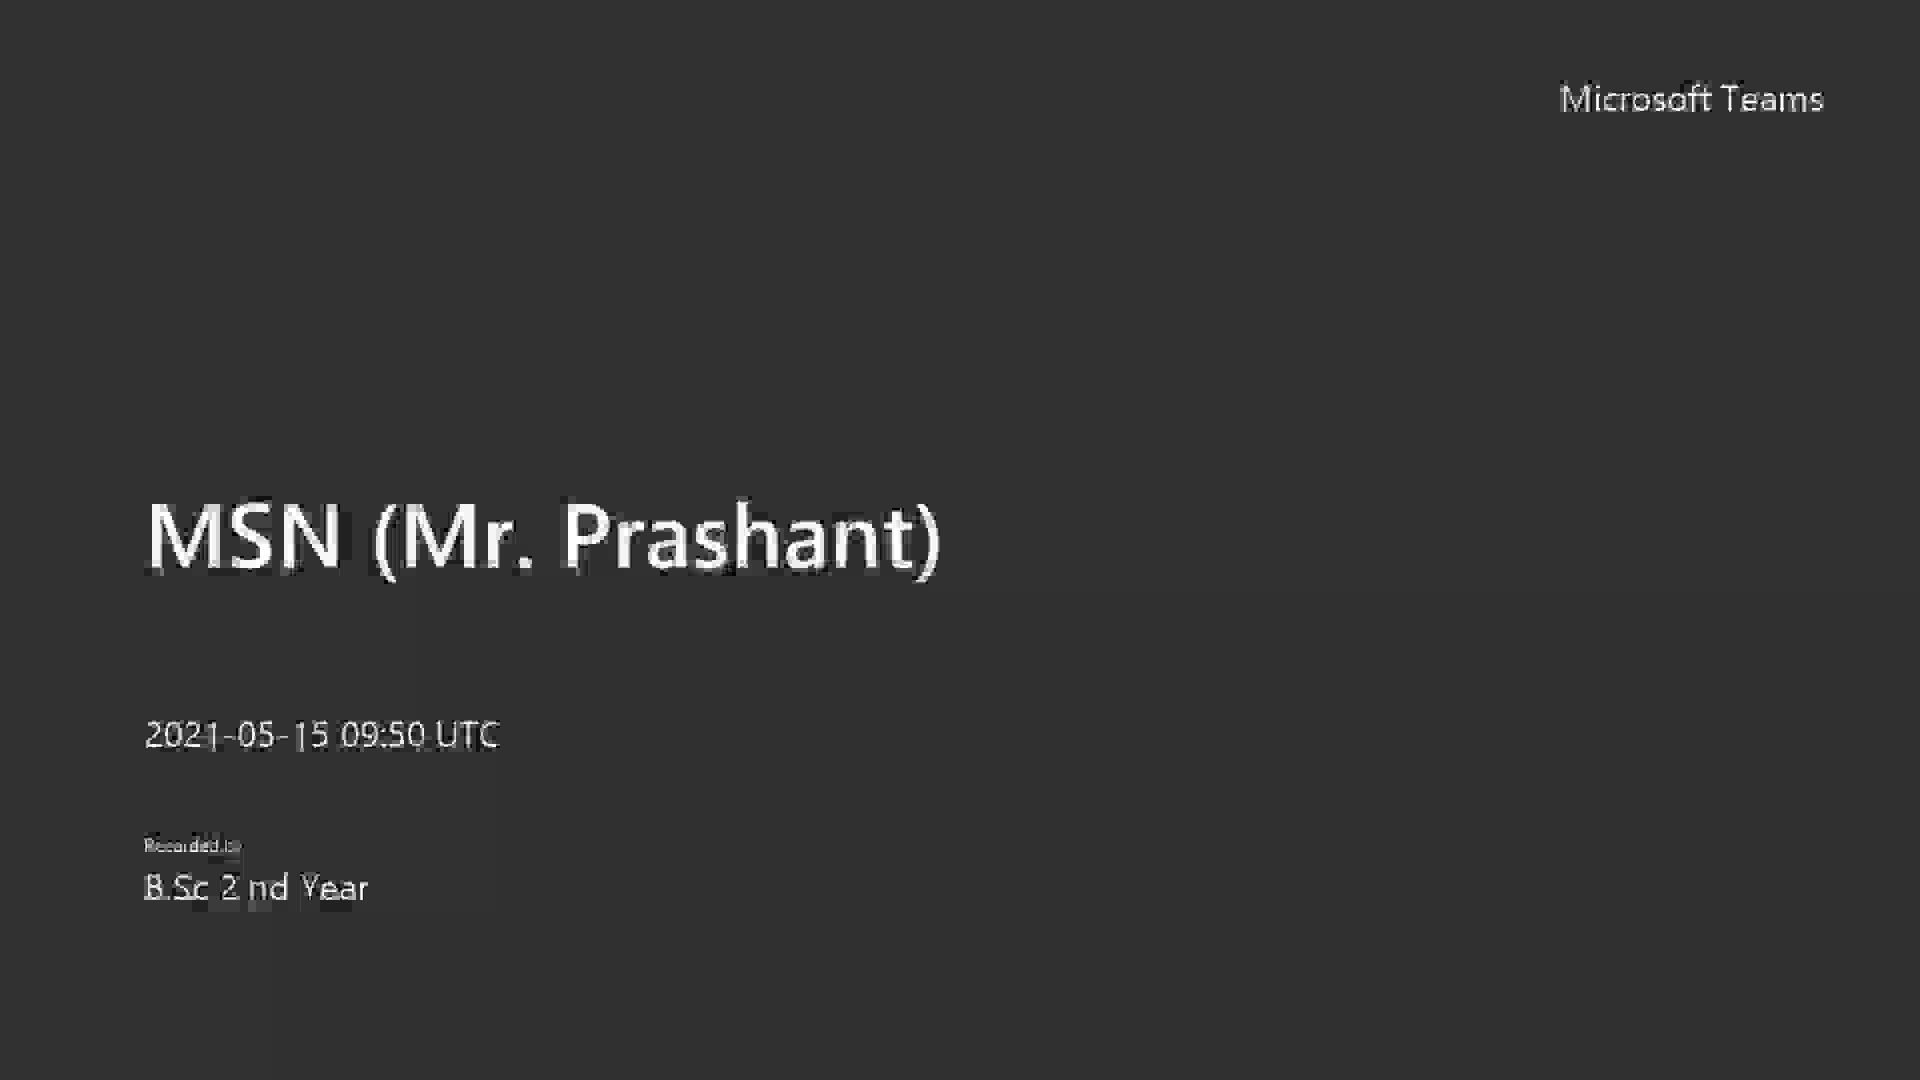 Microsoft Teams
MSN (Mr. Prashant)
2021-05-15 09:50 UTC
Recorded by
B.Sc 2 nd Year